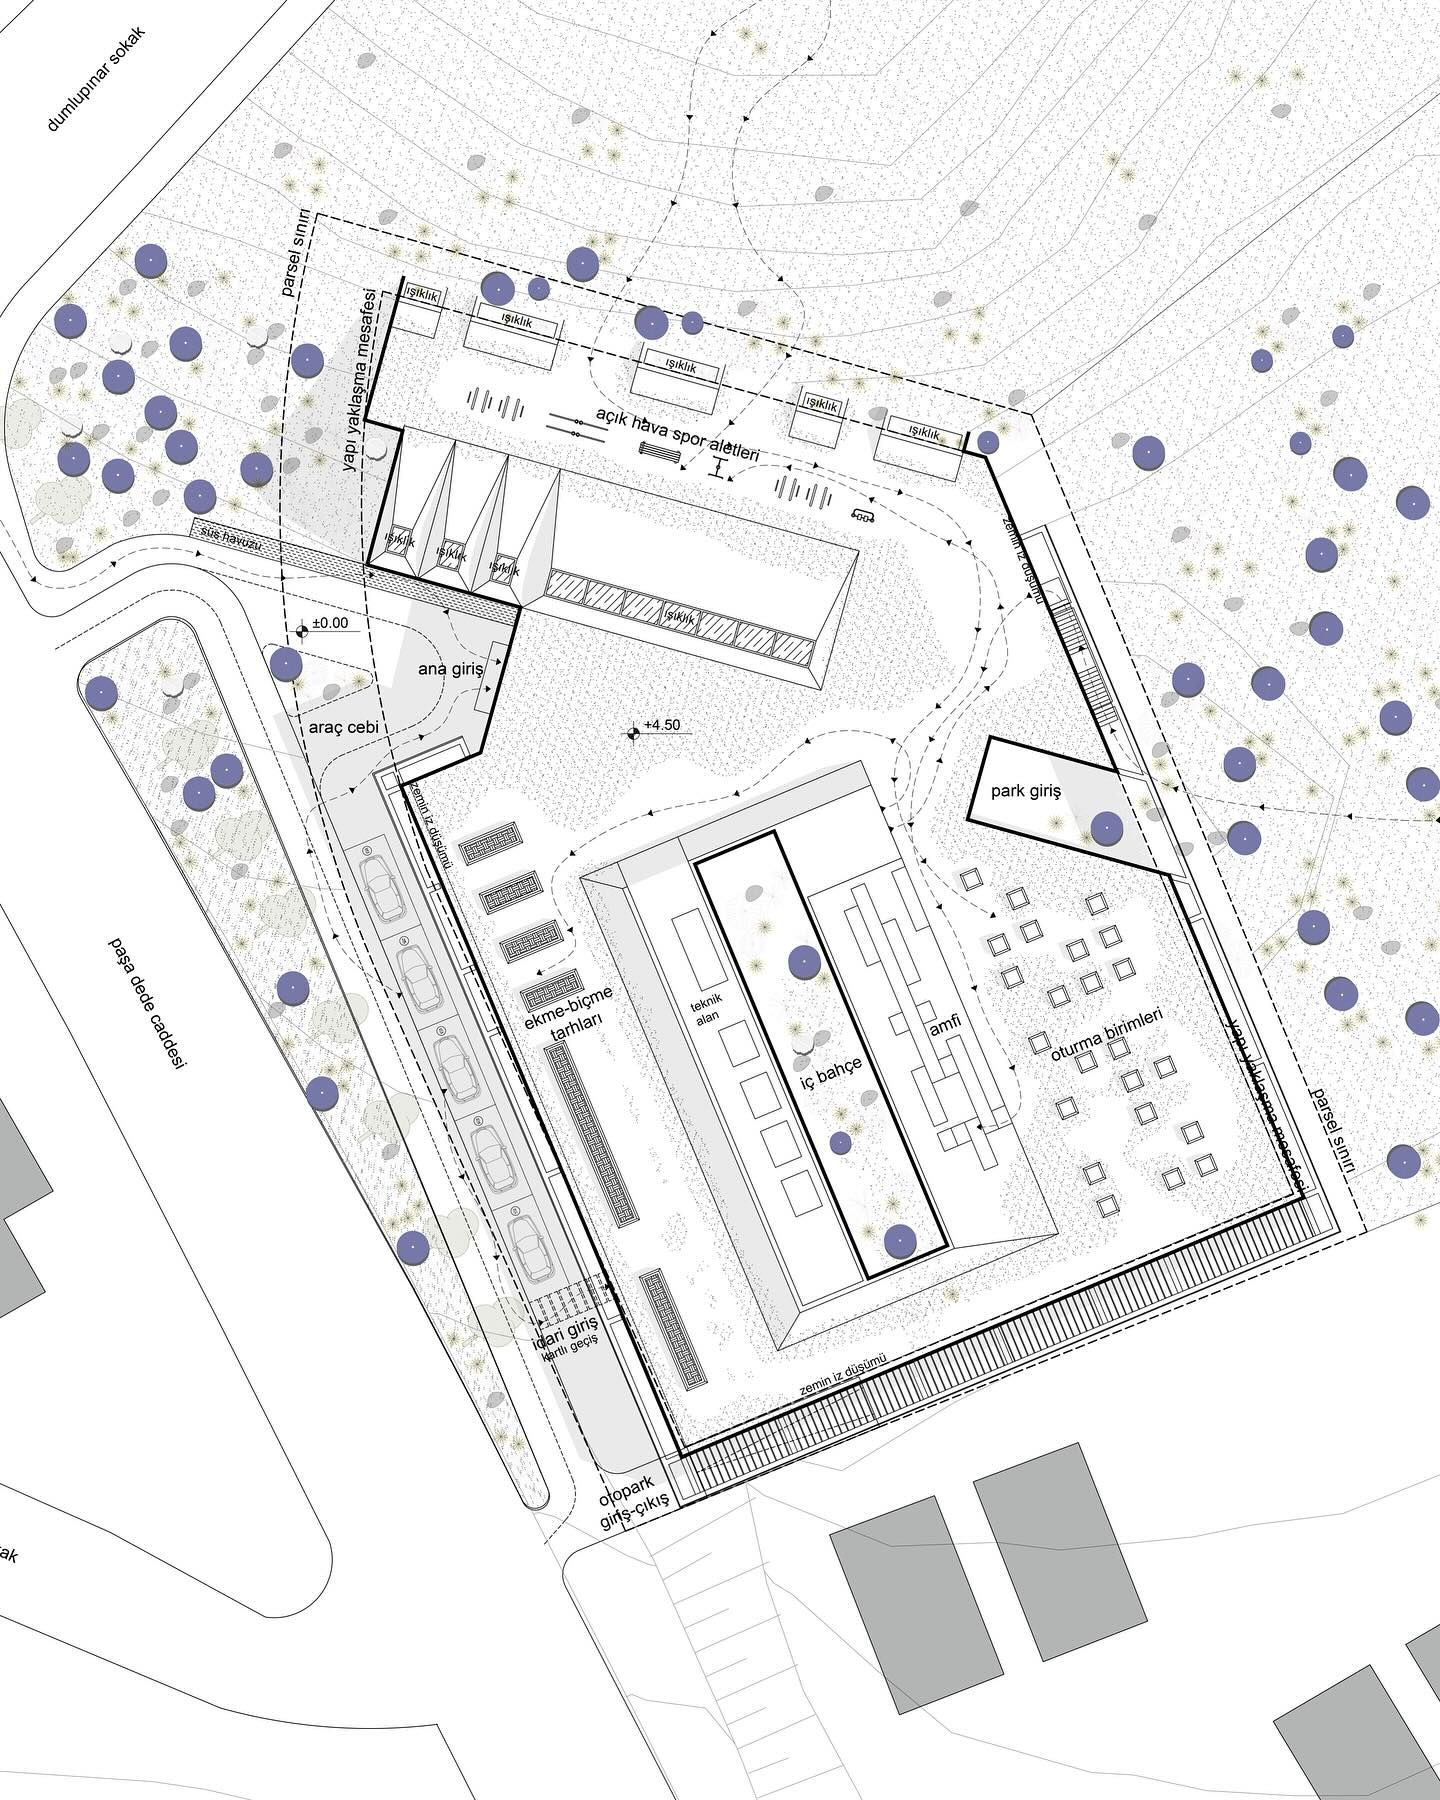 dumlupınar sokak
parsel sınırı
yapı yaklaşma mesafesi
ışıklık
ışıklık
ışıklık
ışıklık
ışıklık
açık hava spor aletleri
ışıklık
ışıklık
ışıklık
ışıklık
süs havuzu
zemin iz düşümü
±0.00
ana giriş
araç cebi
+4.50
park giriş
zemin iz düşümü
paşa dede caddesi
ekme-biçme
tarhları
teknik
alan
iç bahçe
amfi
oturma birimleri
yapı yaklaşma mesafesi
parsel sınırı
idari giriş
kartlı geçiş
zemin iz düşümü
otopark
giriş-çıkış